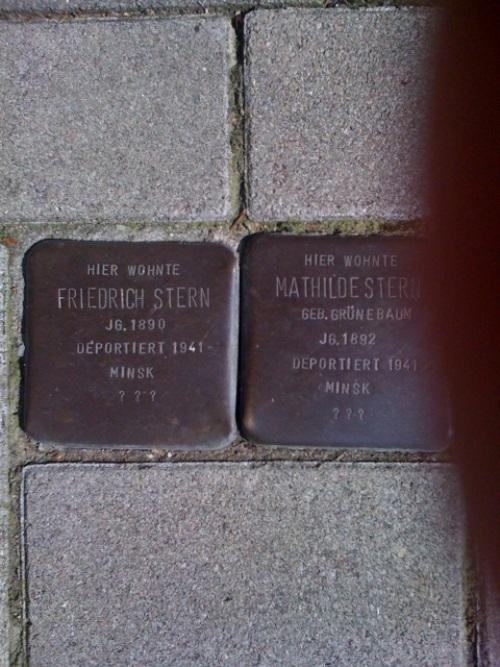 HIER WOHNTE
FRIEDRICH STERN
JG. 1890
DEPORTIERT 1941
MINSK
? ? ?
HIER WOHNTE
MATHILDE STERN
GEB. GRÜNEBAUM
JG. 1892
DEPORTIERT 1941
MINSK
? ? ?